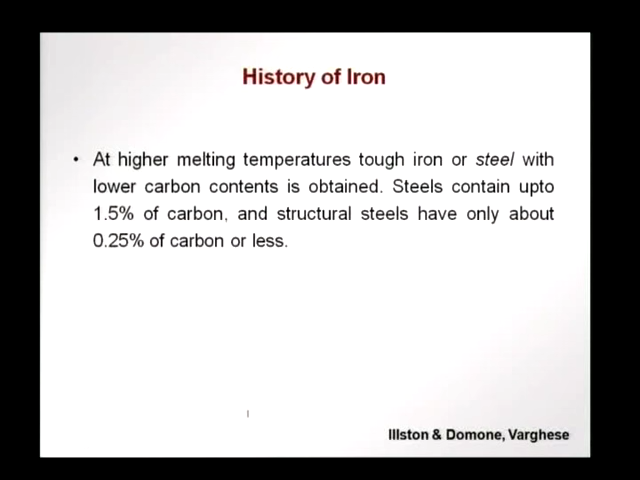 History of Iron
• At higher melting temperatures tough iron or steel with
lower carbon contents is obtained. Steels contain upto
1.5% of carbon, and structural steels have only about
0.25% of carbon or less.
Illston & Domone, Varghese